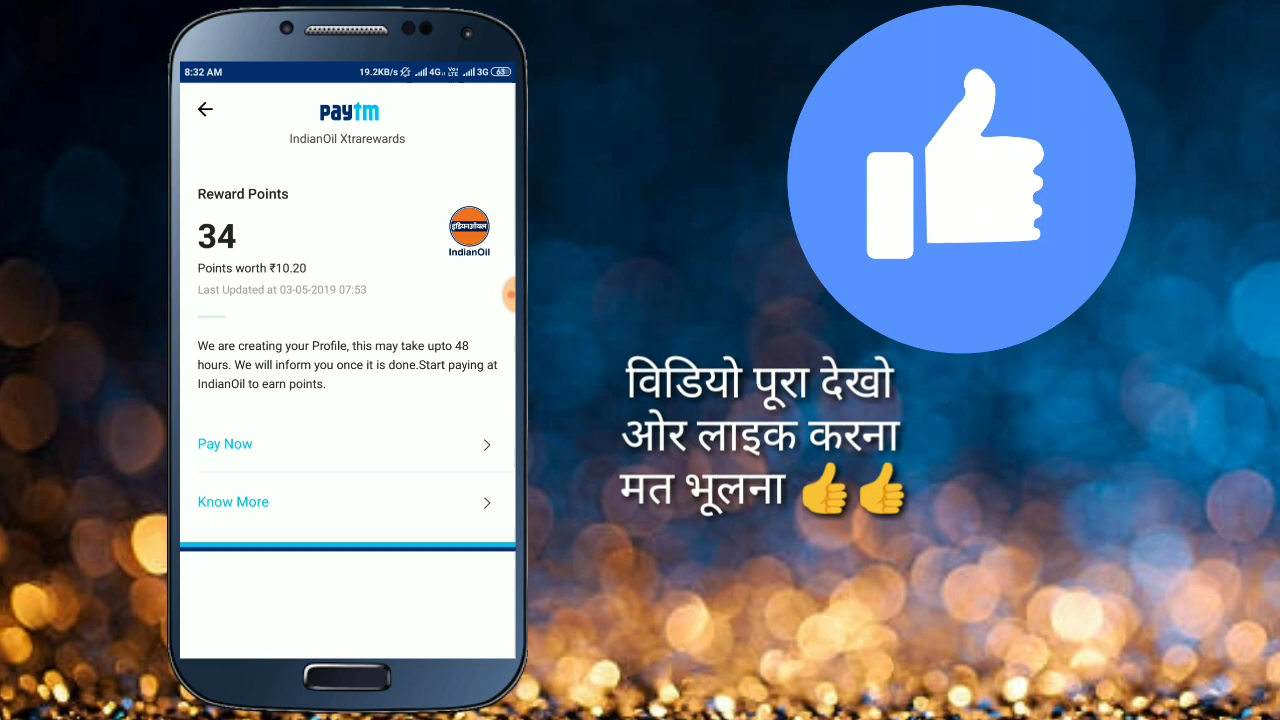 8:32 AM 19.2KB/s 4G VoLTE 3G 63
paytm
IndianOil Xtrarewards
Reward Points
34
इंडियनऑयल
IndianOil
Points worth ₹10.20
Last Updated at 03-05-2019 07:53
We are creating your Profile, this may take upto 48
hours. We will inform you once it is done.Start paying at
IndianOil to earn points.
Pay Now
Know More
विडियो पूरा देखो
ओर लाइक करना
मत भूलना 👍👍